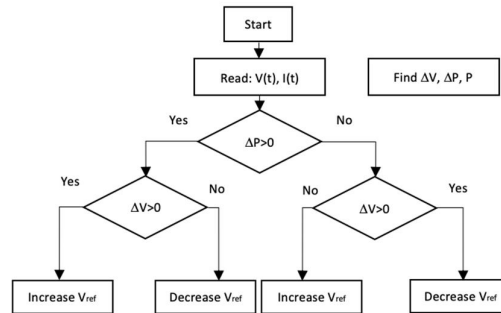 Start
Read: V(t), I(t)
Find ΔV, ΔP, P
Yes
No
ΔP>0
Yes
No
No
Yes
ΔV>0
ΔV>0
Increase Vref
Decrease Vref
Increase Vref
Decrease Vref